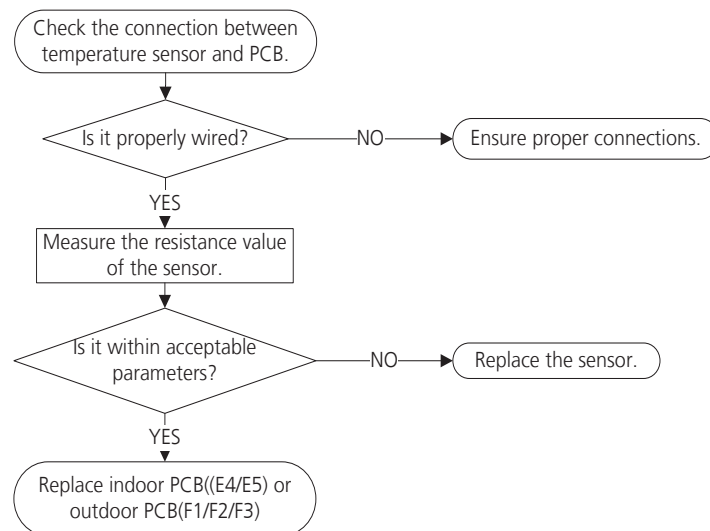 Check the connection between
temperature sensor and PCB.
Is it properly wired?
NO
Ensure proper connections.
YES
Measure the resistance value
of the sensor.
Is it within acceptable
parameters?
NO
Replace the sensor.
YES
Replace indoor PCB((E4/E5) or
outdoor PCB(F1/F2/F3)